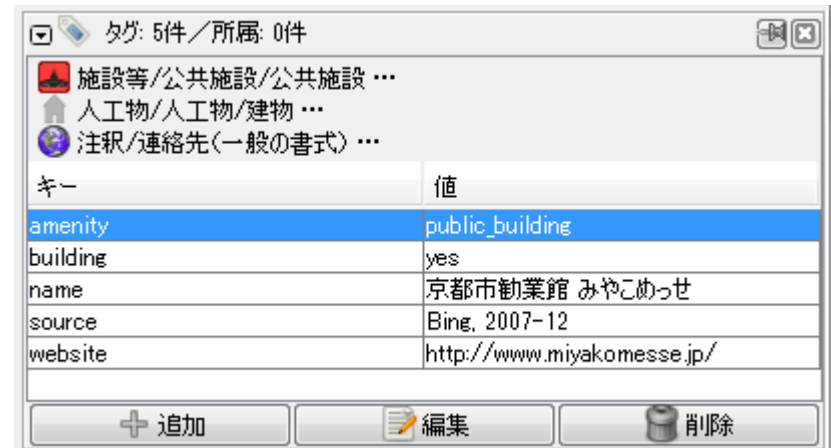 タグ: 5件／所属: 0件
施設等/公共施設/公共施設 …
人工物/人工物/建物 …
注釈/連絡先(一般の書式) …
キー 値
amenity public_building
building yes
name 京都市勧業館 みやこめっせ
source Bing, 2007-12
website http://www.miyakomesse.jp/
追加 編集 削除